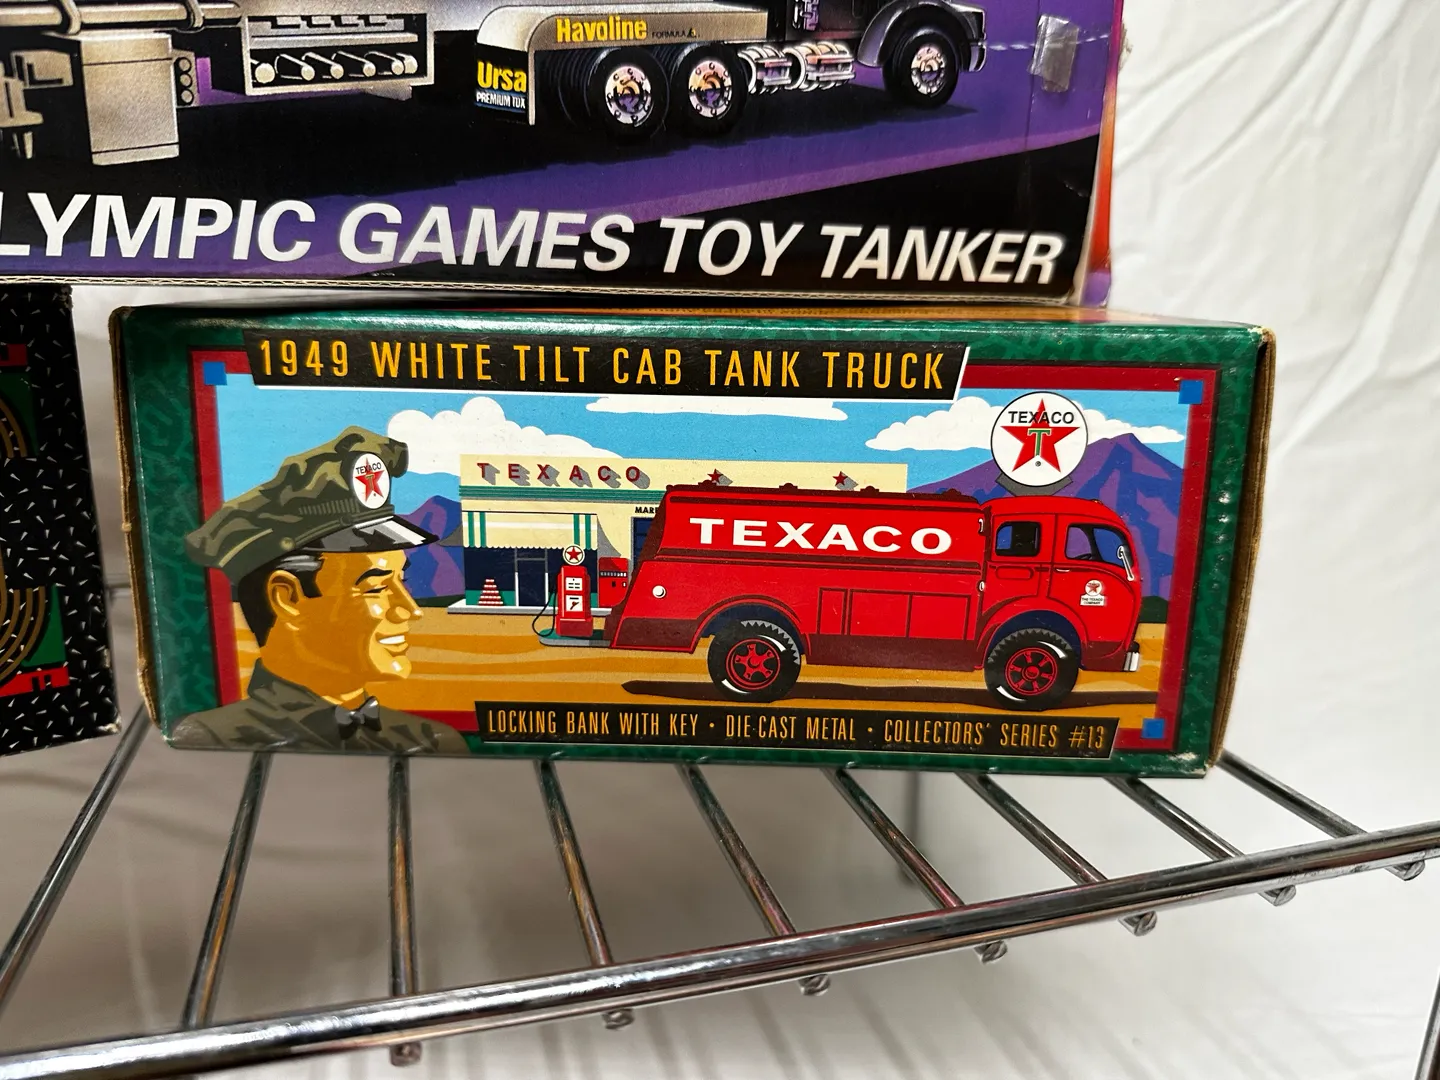 Havoline
FORMULA
Ursa
PREMIUM TDX
LYMPIC GAMES TOY TANKER
1949 WHITE TILT CAB TANK TRUCK
TEXACO
T
TEXACO
TEXACO
MAR
TEXACO
LOCKING BANK WITH KEY • DIE-CAST METAL • COLLECTORS' SERIES #13